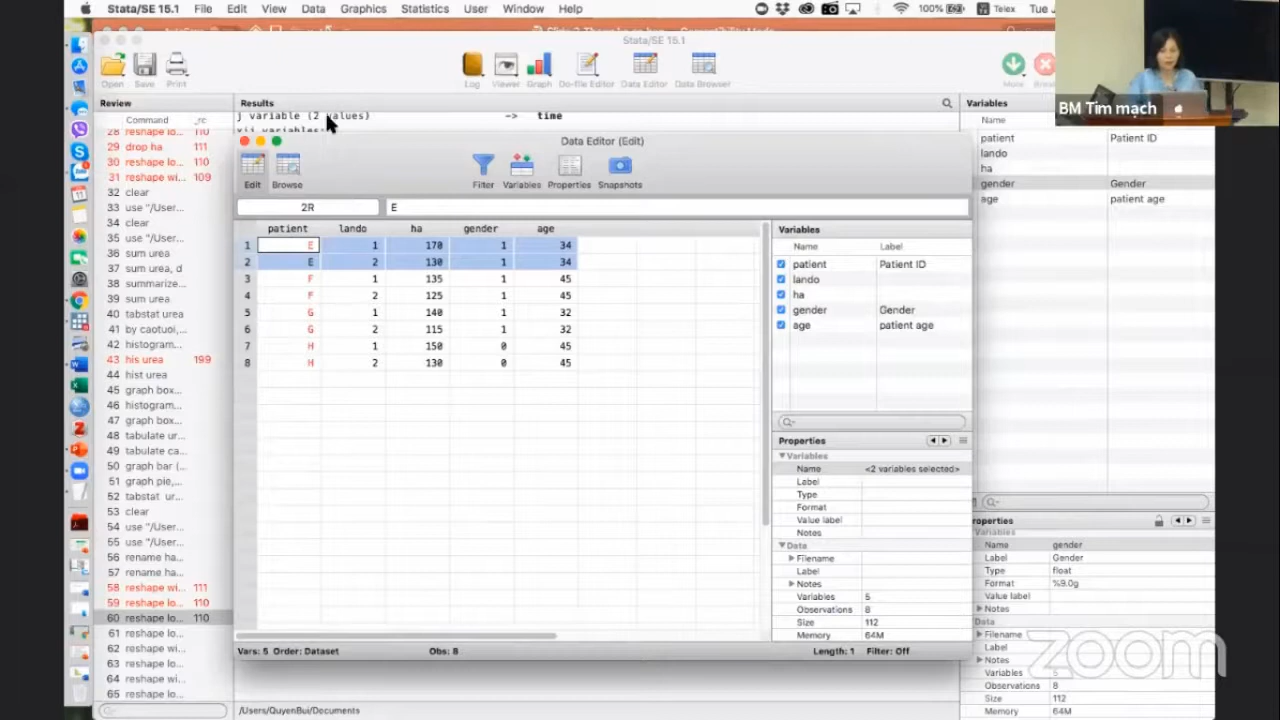 Stata/SE 15.1 File Edit View Data Graphics Statistics User Window Help 100% Telex Tue
Stata/SE 15.1
Open Save Print Log Viewer Graph Do-file Editor Data Editor Data Browser More
BM Tim mạch
Review Results Variables
Command _rc
j variable (2 values) -> time
Name
28 reshape lo... 110
29 drop ha 111
30 reshape lo... 110
31 reshape wi... 109
32 clear
33 use "/User...
34 clear
35 use "/User...
36 sum urea
37 sum urea, d
38 summarize...
39 sum urea
40 tabstat urea
41 by caotuoi,...
42 histogram...
43 his urea 199
44 hist urea
45 graph box...
46 histogram...
47 graph box...
48 tabulate ur...
49 tabulate ca...
50 graph bar (...
51 graph pie,...
52 tabstat ur...
53 clear
54 use "/User...
55 use "/User...
56 rename ha...
57 rename ha...
58 reshape wi... 111
59 reshape lo... 110
60 reshape lo... 110
61 reshape lo...
62 reshape wi...
63 reshape lo...
64 reshape wi...
65 reshape lo...
Data Editor (Edit)
Edit Browse Filter Variables Properties Snapshots
2R E
patient lando ha gender age
1 E 1 170 1 34
2 E 2 130 1 34
3 F 1 135 1 45
4 F 2 125 1 45
5 G 1 140 1 32
6 G 2 115 1 32
7 H 1 150 0 45
8 H 2 130 0 45
Variables
Name Label
patient Patient ID
lando
ha
gender Gender
age patient age
Properties
Variables
Name <2 variables selected>
Label
Type
Format
Value label
Notes
Data
Filename
Label
Notes
Variables 5
Observations 8
Size 112
Memory 64M
Vars: 5 Order: Dataset Obs: 8 Length: 1 Filter: Off
/Users/QuyenBui/Documents
patient Patient ID
lando
ha
gender Gender
age patient age
roperties
Variables
Name gender
Label Gender
Type float
Format %9.0g
Value label
Notes
Data
Filename
Label
Notes
Variables 5
Observations 8
Size 112
Memory 64M
zoom